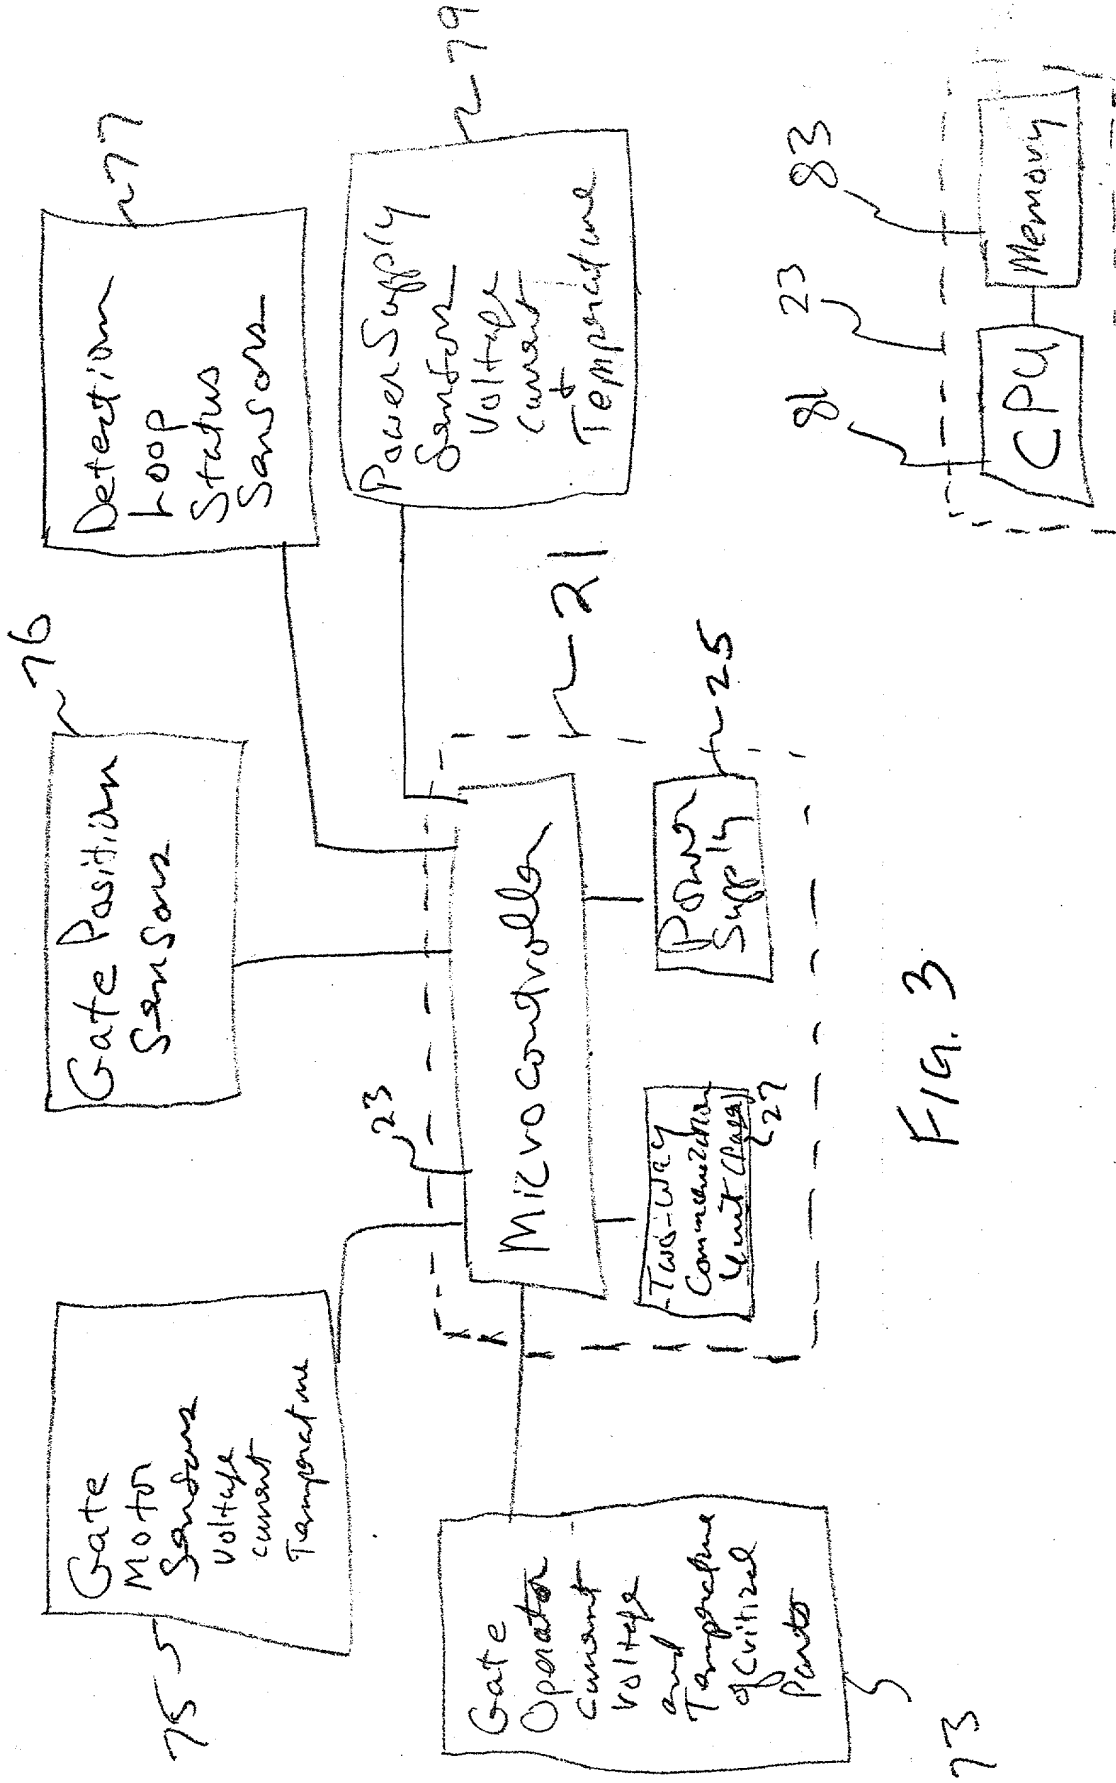 75
Gate
Motor
Sensors
Voltage
current
Temperature
Gate Position
Sensors
76
Detection
Loop
Status
Sensors
77
Gate
Operator
current
Voltage
and
Temperature
of Critical
Parts
73
23
Microcontroller
Two-way
Communication
Unit
27
Power
Supply
25
21
Power Supply
Sensors
Voltage
current
+
Temperature
79
FIG. 3
81
23
83
CPU
Memory